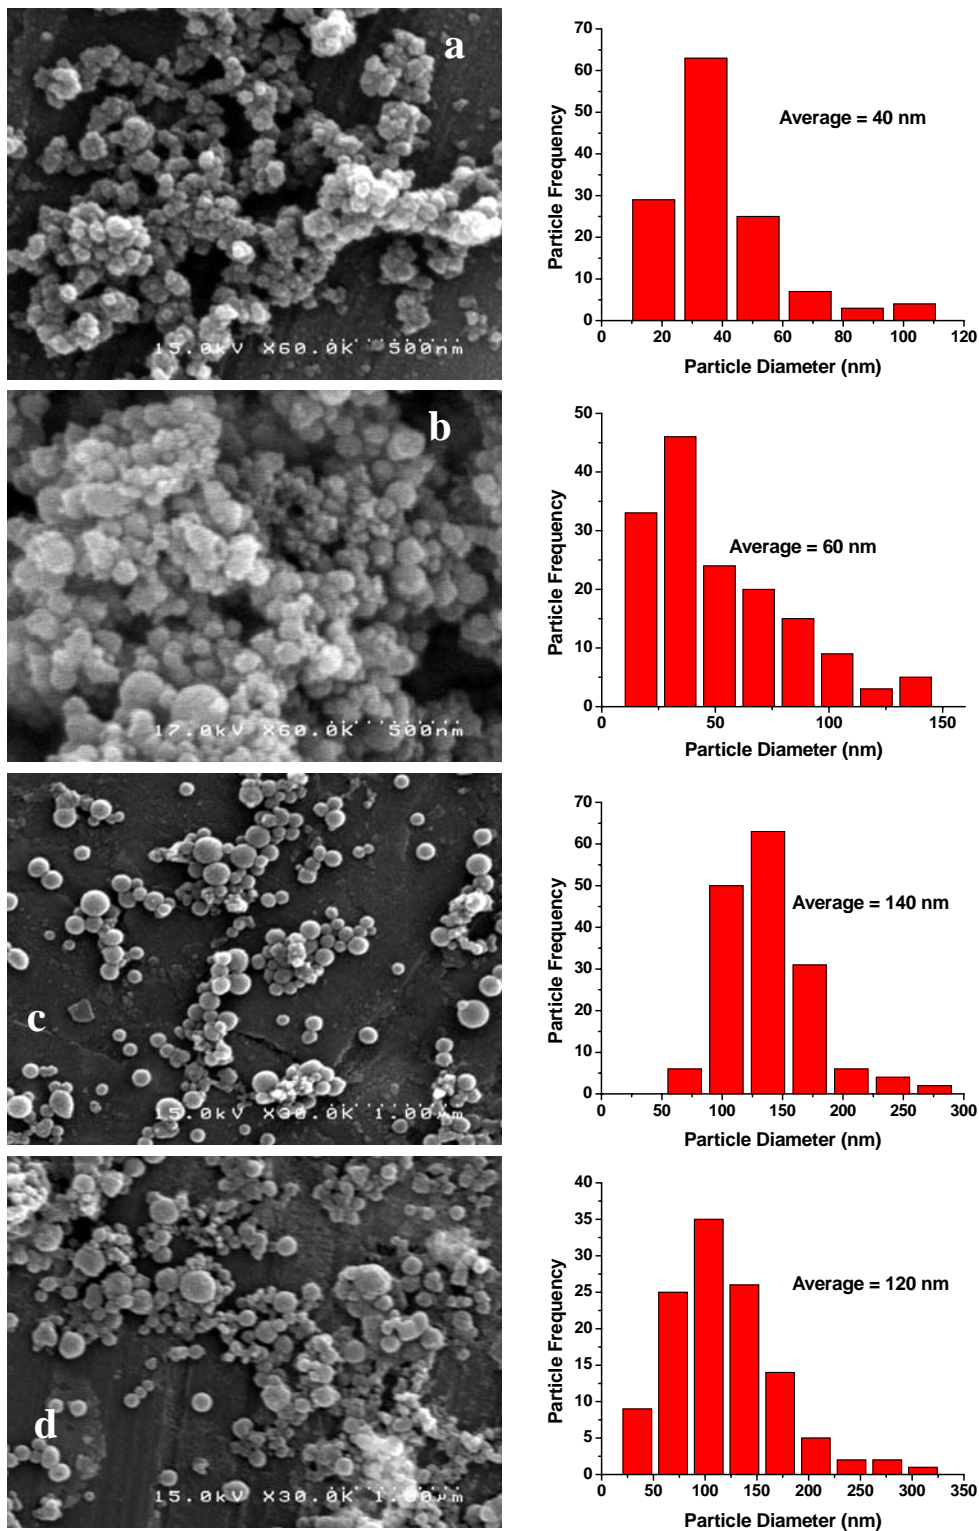 a
15.0kV X60.0K 500nm
70
60
50
40
30
20
10
0
Particle Frequency
Average = 40 nm
0 20 40 60 80 100 120
Particle Diameter (nm)
b
17.0kV X60.0K 500nm
50
40
30
20
10
0
Particle Frequency
Average = 60 nm
0 50 100 150
Particle Diameter (nm)
c
15.0kV X30.0K 1.00μm
70
60
50
40
30
20
10
0
Particle Frequency
Average = 140 nm
0 50 100 150 200 250 300
Particle Diameter (nm)
d
15.0kV X30.0K 1.00μm
35
30
25
20
15
10
5
0
Particle Frequency
Average = 120 nm
0 50 100 150 200 250 300 350
Particle Diameter (nm)